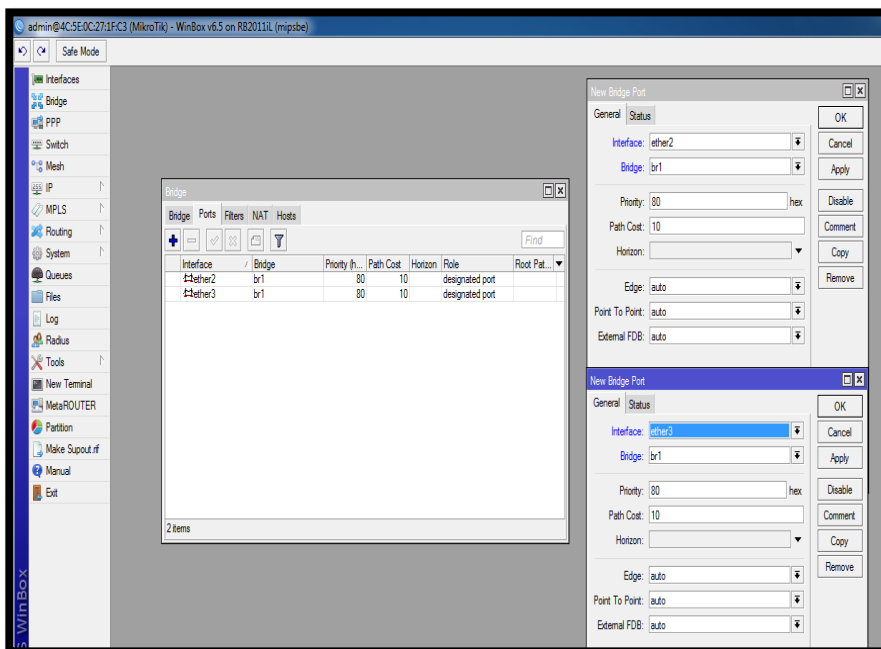 admin@4C:5E:0C:27:1F:C3 (MikroTik) - WinBox v6.5 on RB2011iL (mipsbe)
Safe Mode
Interfaces
Bridge
PPP
Switch
Mesh
IP
MPLS
Routing
System
Queues
Files
Log
Radius
Tools
New Terminal
MetaROUTER
Partition
Make Supout.rif
Manual
Exit
S WinBox
Bridge
Bridge Ports Filters NAT Hosts
Find
Interface / Bridge Priority (h... Path Cost Horizon Role Root Pat...
ether2 br1 80 10 designated port
ether3 br1 80 10 designated port
2 items
New Bridge Port
General Status
Interface: ether2
Bridge: br1
Priority: 80 hex
Path Cost: 10
Horizon:
Edge: auto
Point To Point: auto
External FDB: auto
OK
Cancel
Apply
Disable
Comment
Copy
Remove
New Bridge Port
General Status
Interface: ether3
Bridge: br1
Priority: 80 hex
Path Cost: 10
Horizon:
Edge: auto
Point To Point: auto
External FDB: auto
OK
Cancel
Apply
Disable
Comment
Copy
Remove